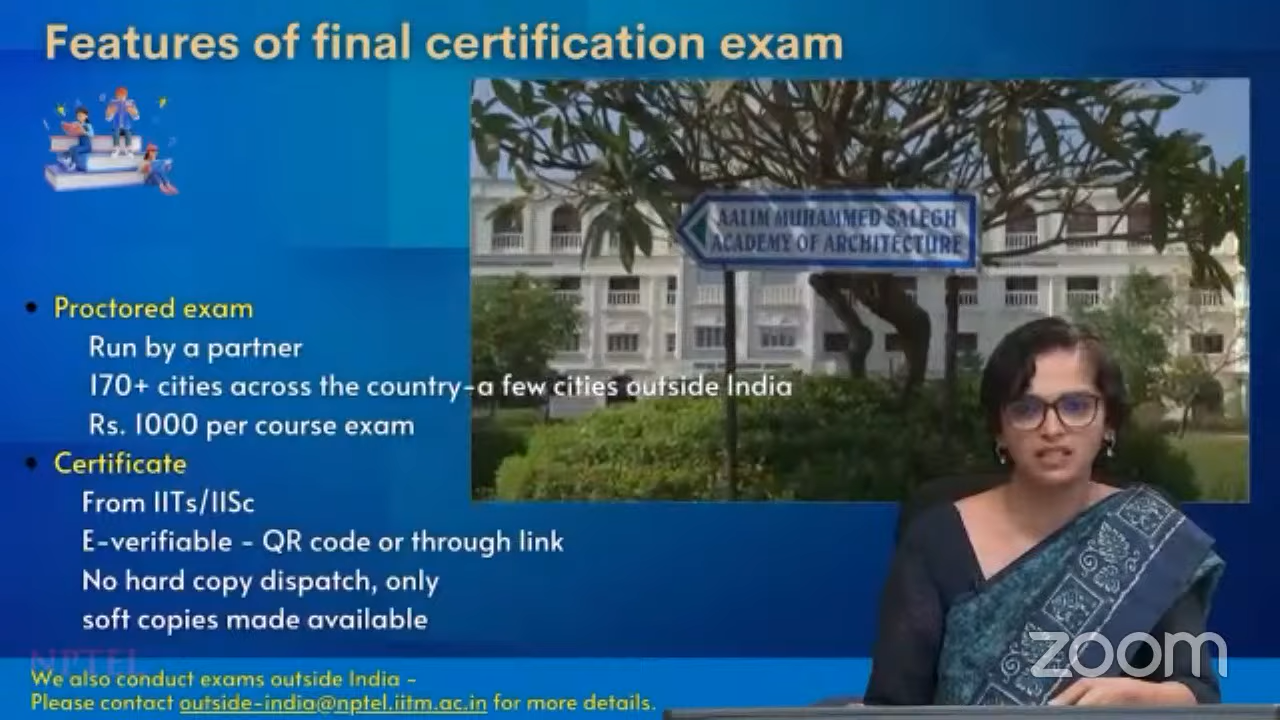 Features of final certification exam
AALIM MUHAMMED SALEGH
ACADEMY OF ARCHITECTURE
• Proctored exam
Run by a partner
170+ cities across the country-a few cities outside India
Rs. 1000 per course exam
• Certificate
From IITs/IISc
E-verifiable - QR code or through link
No hard copy dispatch, only
soft copies made available
NPTEL
We also conduct exams outside India -
Please contact outside-india@nptel.iitm.ac.in for more details.
zoom